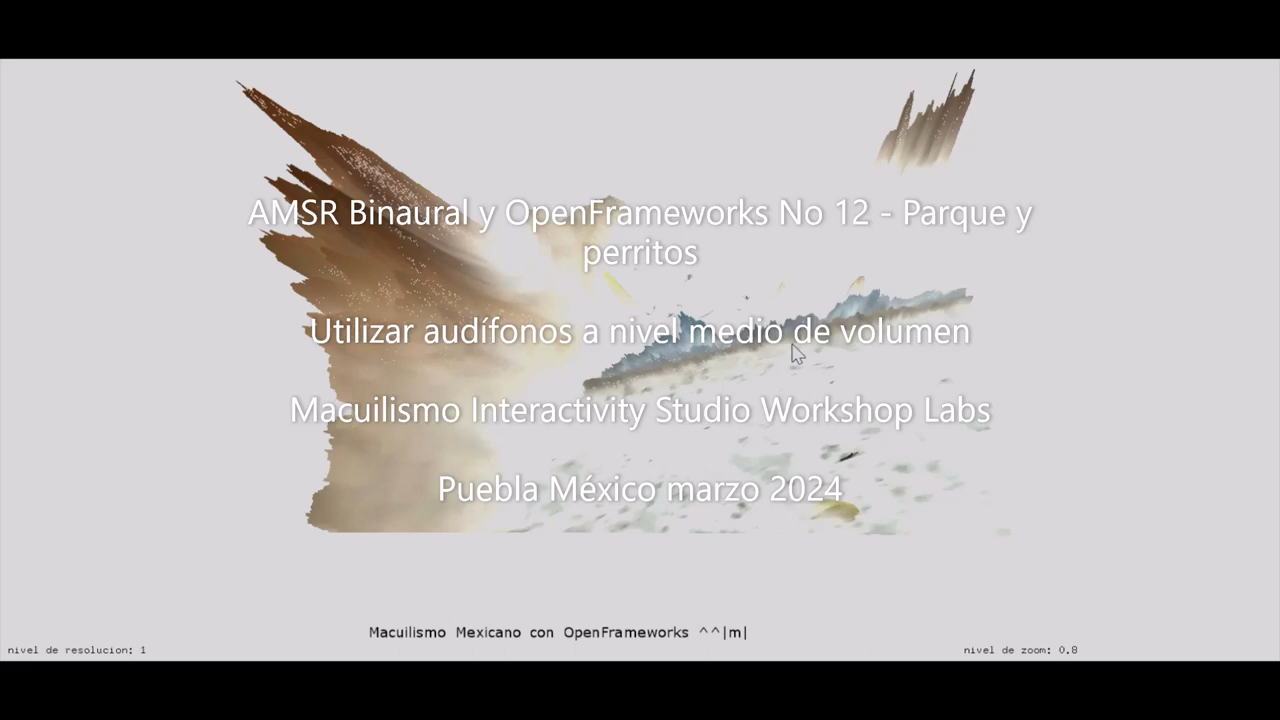 AMSR Binaural y OpenFrameworks No 12 - Parque y
perritos
Utilizar audífonos a nivel medio de volumen
Macuilismo Interactivity Studio Workshop Labs
Puebla México marzo 2024
Macuilismo Mexicano con OpenFrameworks ^^|m|
nivel de resolucion: 1
nivel de zoom: 0.8